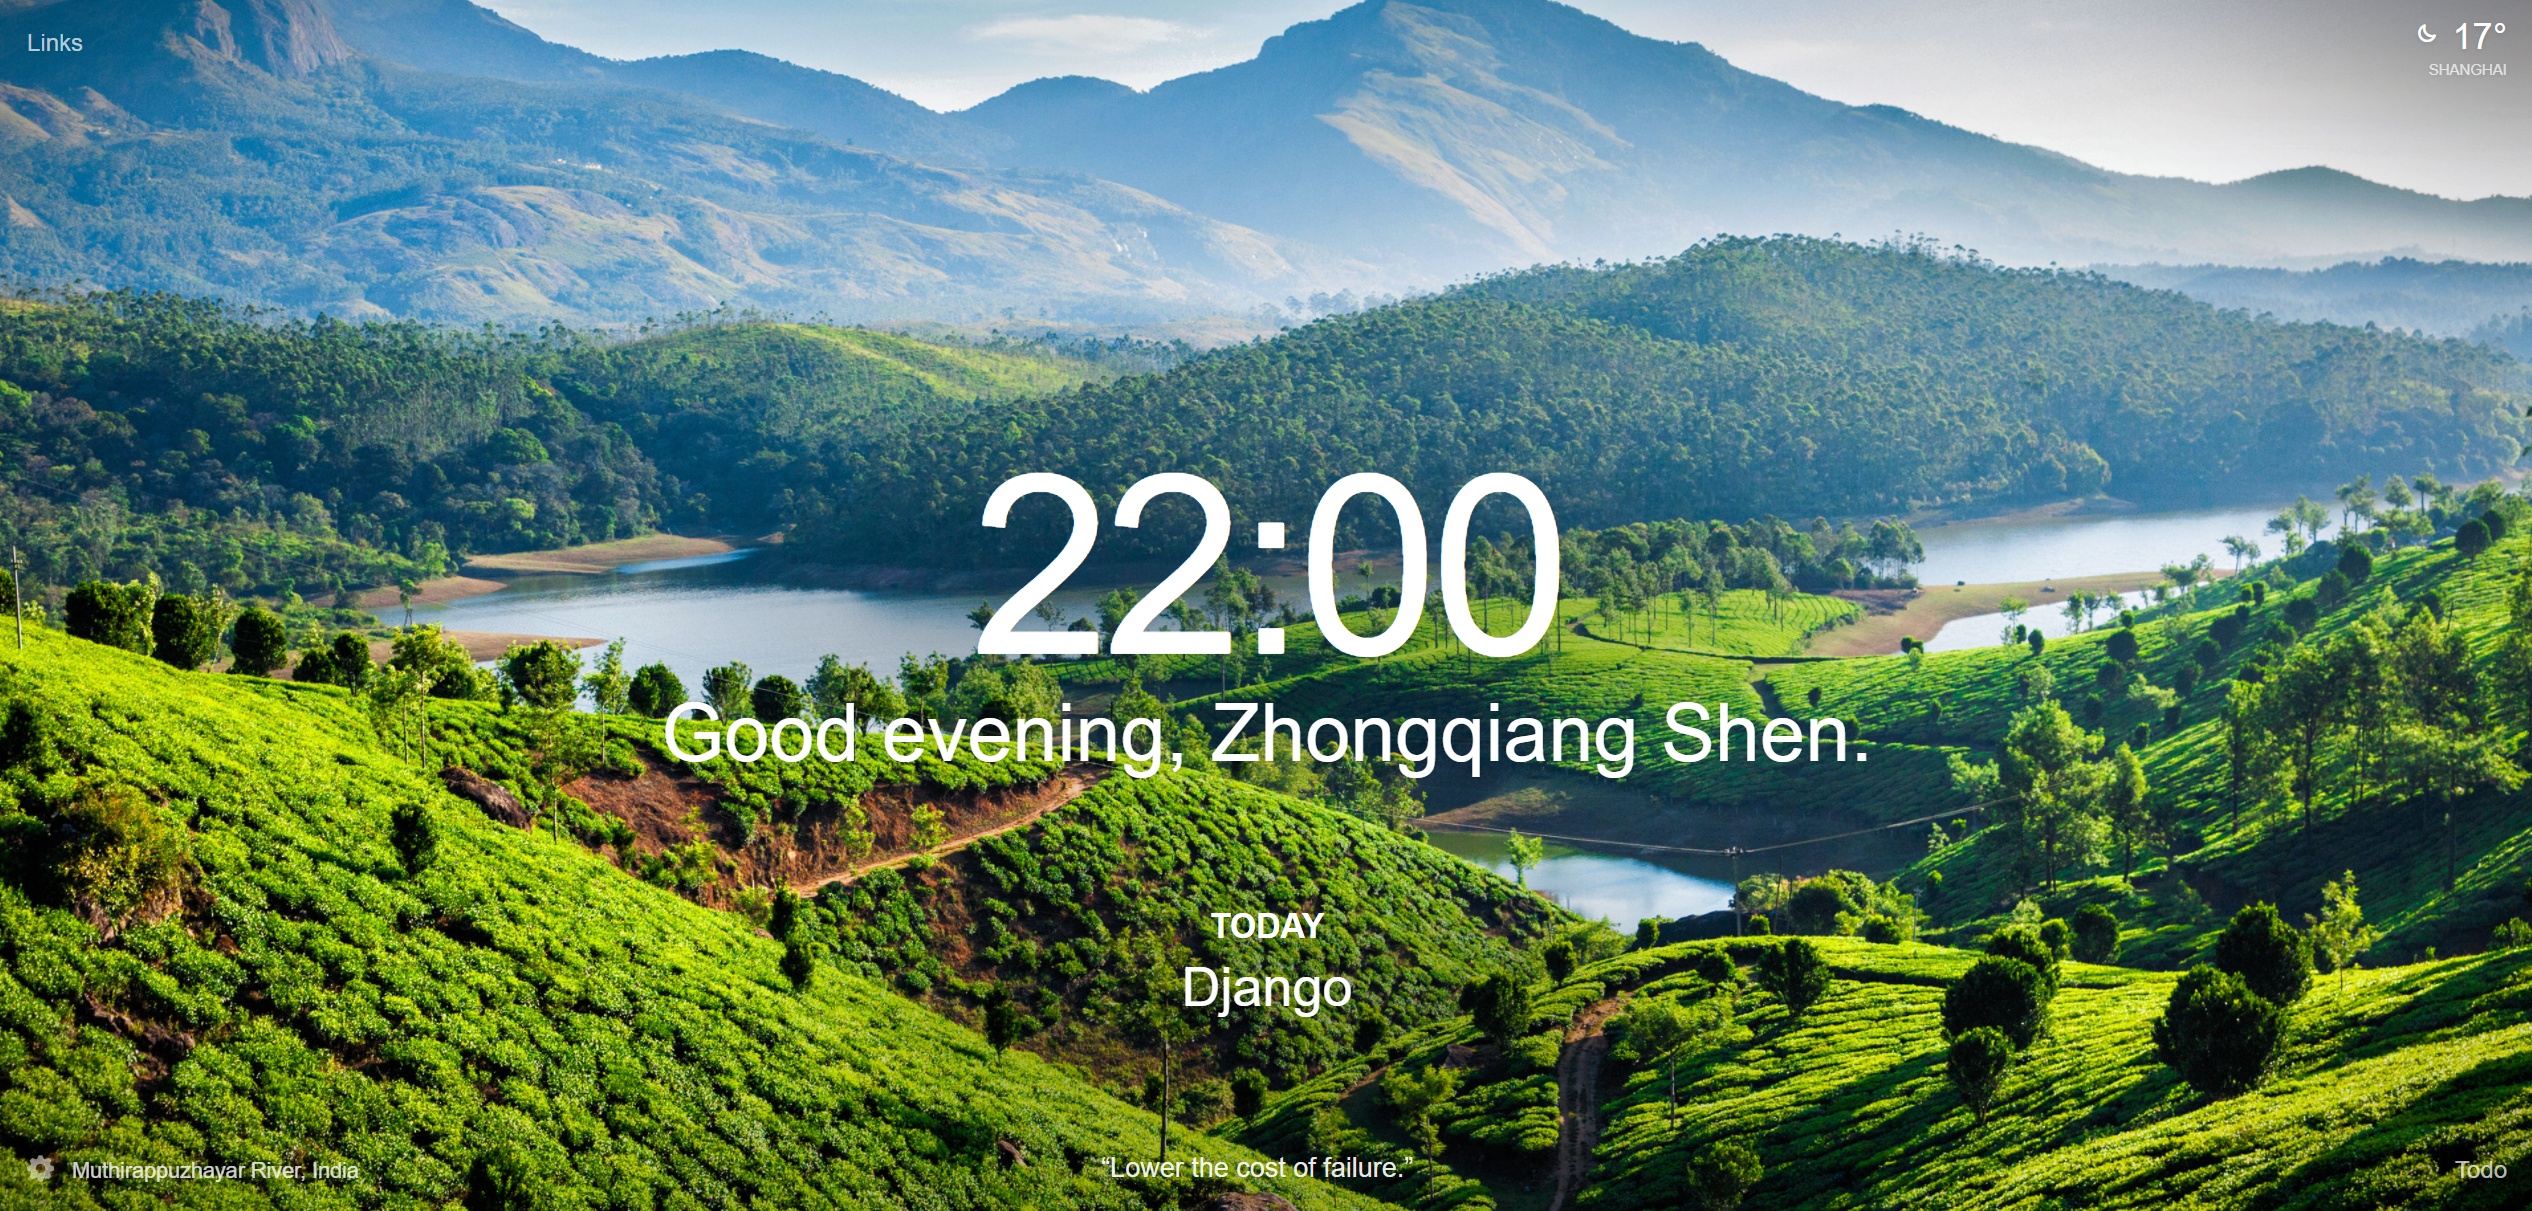 Links
17°
SHANGHAI
22:00
Good evening, Zhongqiang Shen.
TODAY
Django
Muthirappuzhayar River, India
“Lower the cost of failure.”
Todo